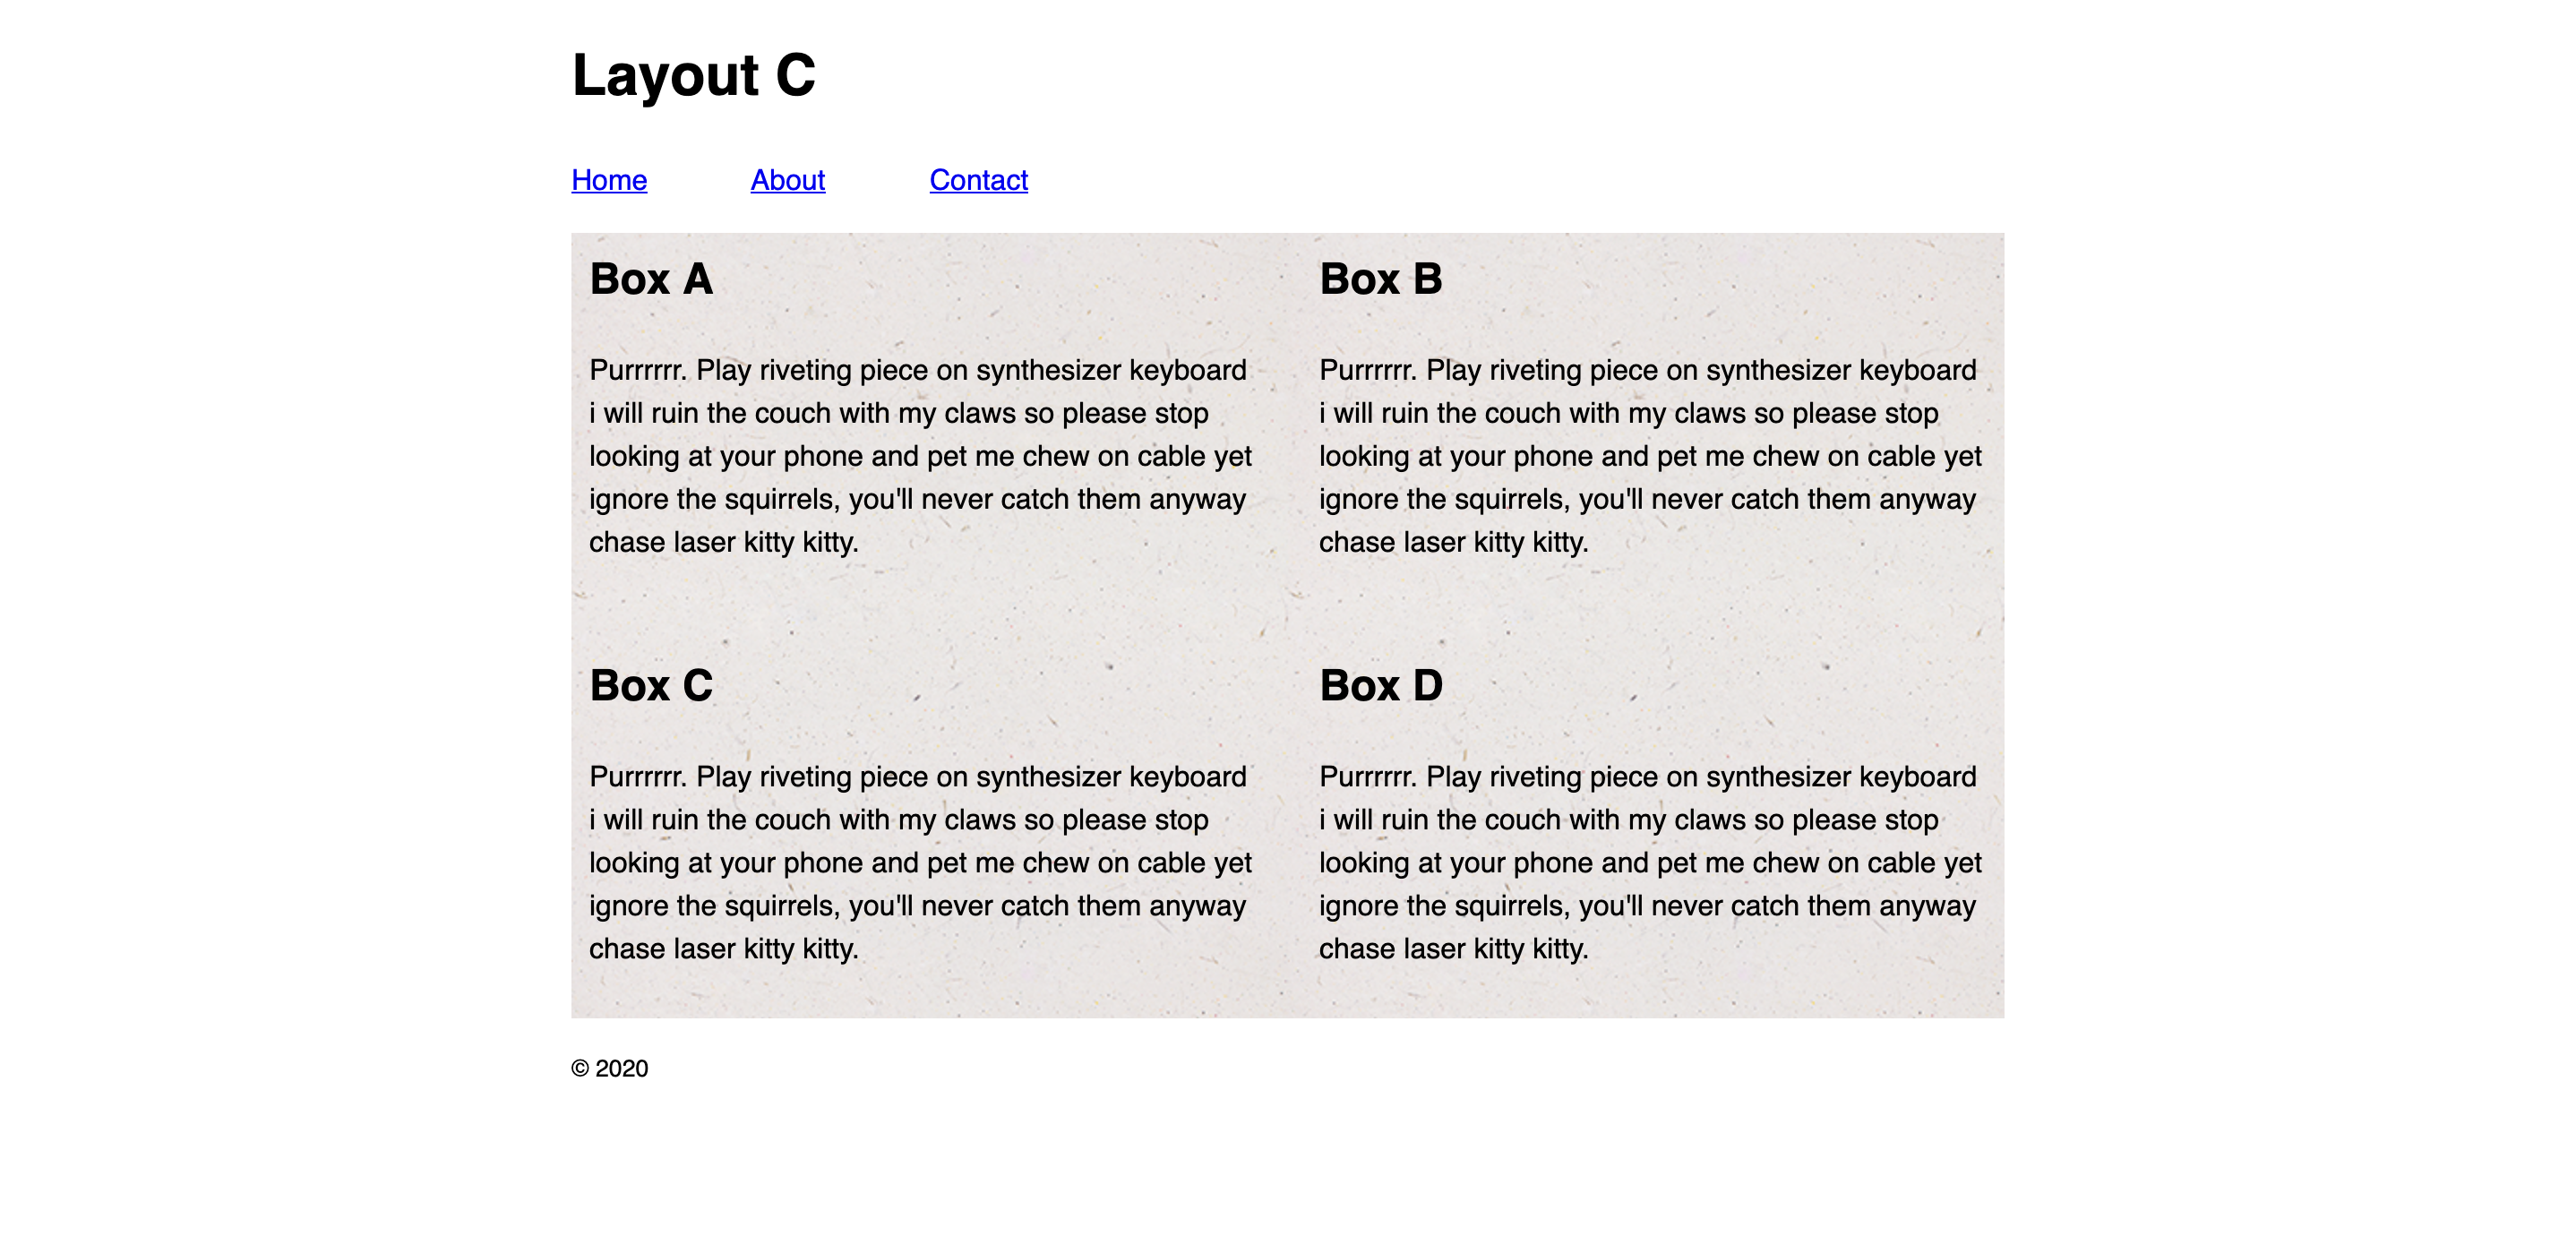 Layout C
Home About Contact
Box A
Purrrrrr. Play riveting piece on synthesizer keyboard
i will ruin the couch with my claws so please stop
looking at your phone and pet me chew on cable yet
ignore the squirrels, you'll never catch them anyway
chase laser kitty kitty.
Box B
Purrrrrr. Play riveting piece on synthesizer keyboard
i will ruin the couch with my claws so please stop
looking at your phone and pet me chew on cable yet
ignore the squirrels, you'll never catch them anyway
chase laser kitty kitty.
Box C
Purrrrrr. Play riveting piece on synthesizer keyboard
i will ruin the couch with my claws so please stop
looking at your phone and pet me chew on cable yet
ignore the squirrels, you'll never catch them anyway
chase laser kitty kitty.
Box D
Purrrrrr. Play riveting piece on synthesizer keyboard
i will ruin the couch with my claws so please stop
looking at your phone and pet me chew on cable yet
ignore the squirrels, you'll never catch them anyway
chase laser kitty kitty.
© 2020